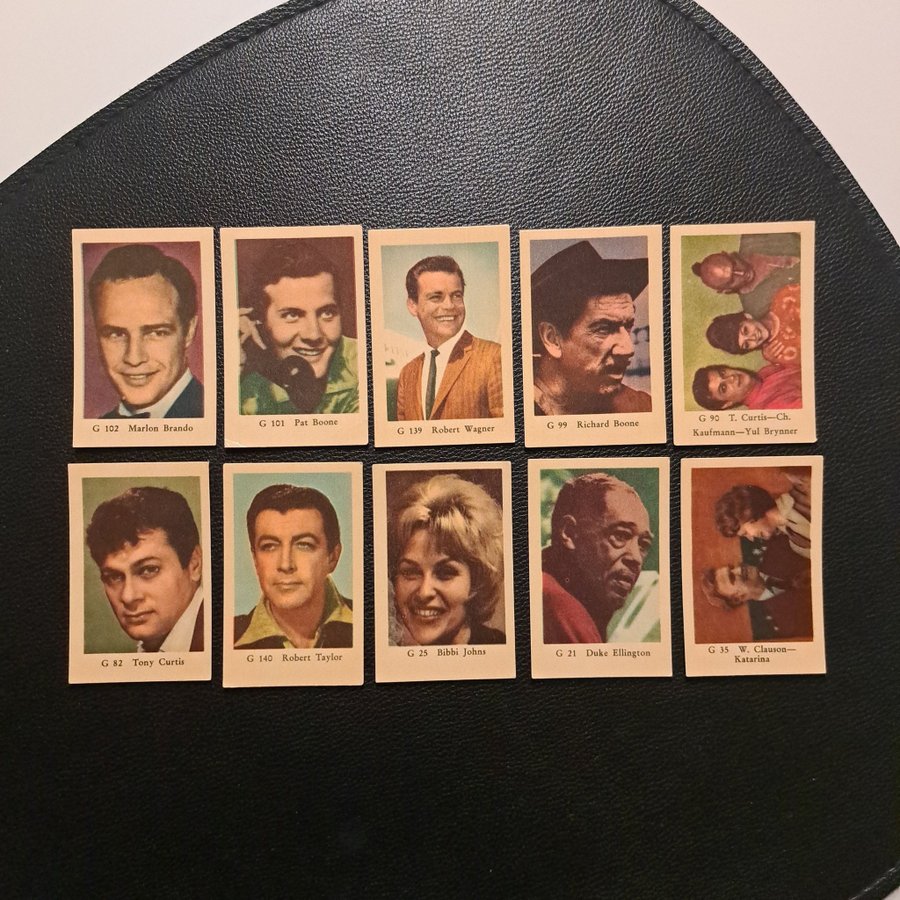 G 102 Marlon Brando
G 101 Pat Boone
G 139 Robert Wagner
G 99 Richard Boone
G 90 T. Curtis—Ch.
Kaufmann—Yul Brynner
G 82 Tony Curtis
G 140 Robert Taylor
G 25 Bibbi Johns
G 21 Duke Ellington
G 35 W. Clauson—
Katarina